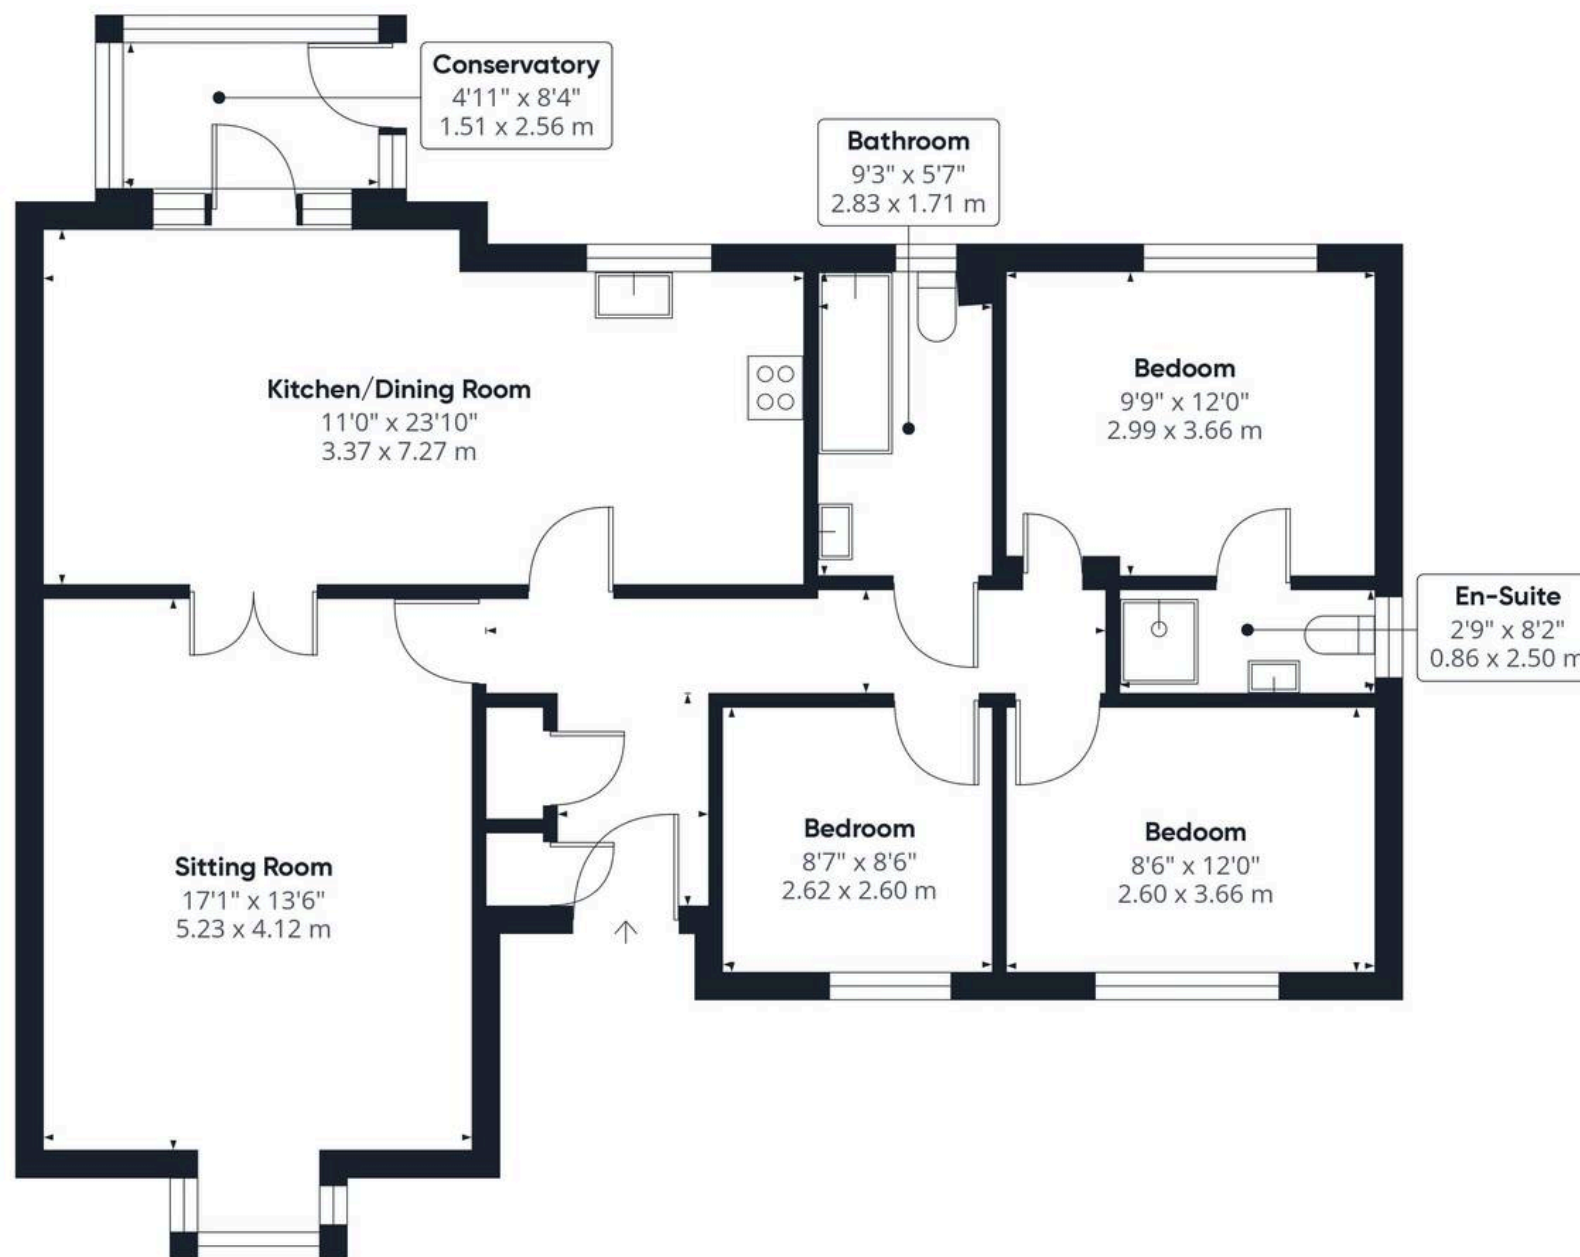 Conservatory
4'11" x 8'4"
1.51 x 2.56 m
Bathroom
9'3" x 5'7"
2.83 x 1.71 m
Kitchen/Dining Room
11'0" x 23'10"
3.37 x 7.27 m
Bedoom
9'9" x 12'0"
2.99 x 3.66 m
En-Suite
2'9" x 8'2"
0.86 x 2.50 m
Sitting Room
17'1" x 13'6"
5.23 x 4.12 m
Bedroom
8'7" x 8'6"
2.62 x 2.60 m
Bedoom
8'6" x 12'0"
2.60 x 3.66 m